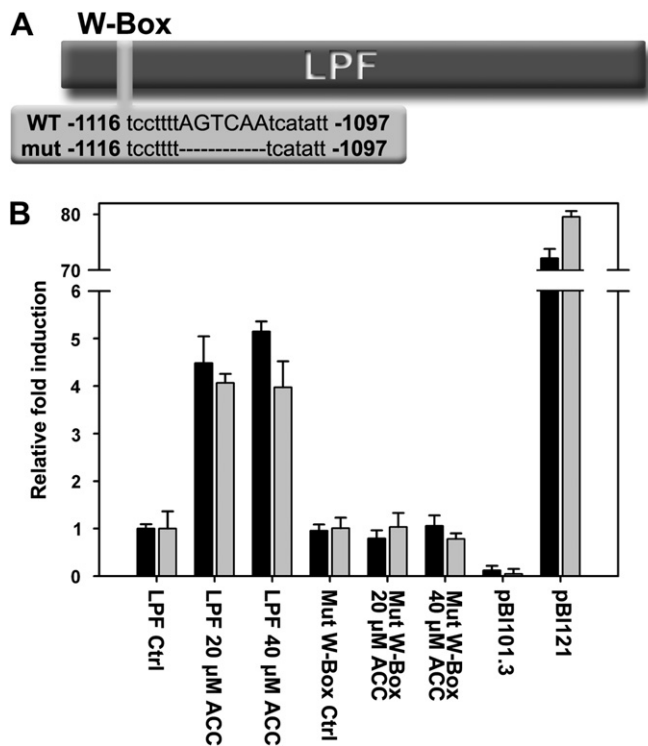 A
W-Box
LPF
WT -1116 tccttttAGTCAAtcatatt -1097
mut -1116 tccttttt------------tcatatt -1097
B
Relative fold induction
80
70
6
5
4
3
2
1
0
LPF Ctrl
LPF 20 µM ACC
LPF 40 µM ACC
Mut W-Box Ctrl
Mut W-Box
20 µM ACC
Mut W-Box
40 µM ACC
pBI101.3
pBI121